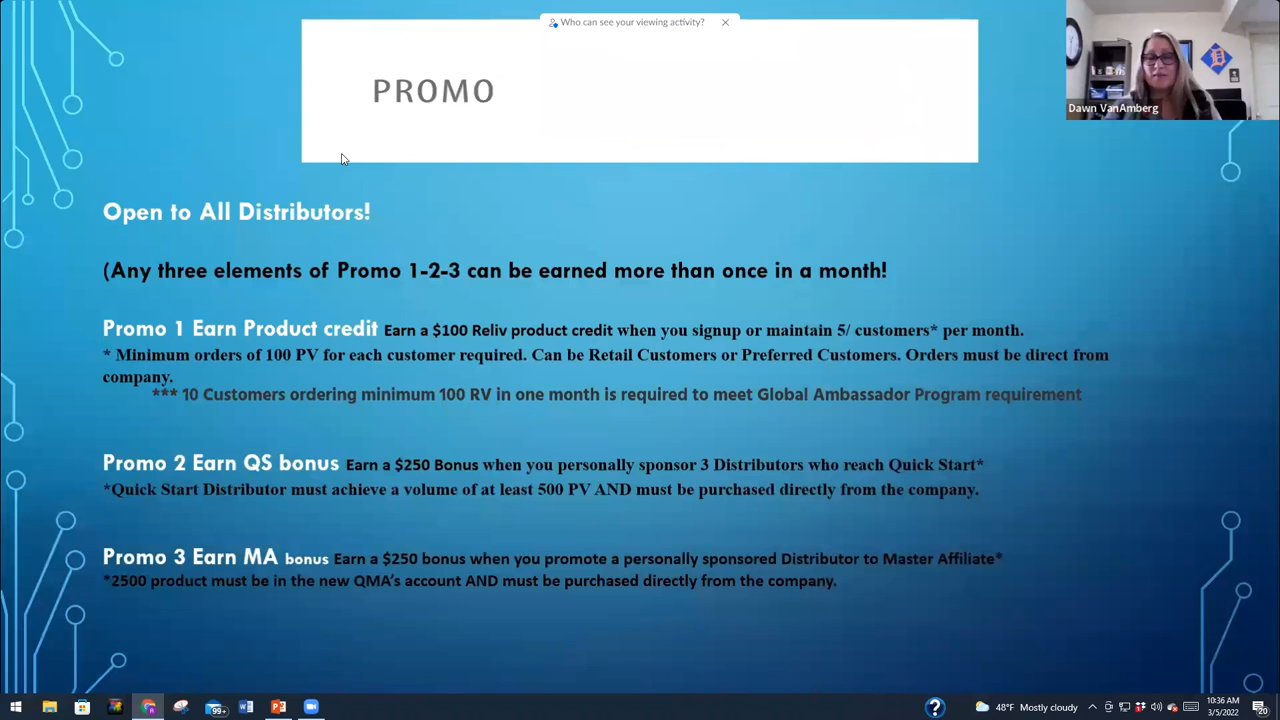 Who can see your viewing activity?
PROMO
Dawn VanAmberg
Open to All Distributors!
(Any three elements of Promo 1-2-3 can be earned more than once in a month!
Promo 1 Earn Product credit Earn a $100 Reliv product credit when you signup or maintain 5/ customers* per month.
* Minimum orders of 100 PV for each customer required. Can be Retail Customers or Preferred Customers. Orders must be direct from
company.
*** 10 Customers ordering minimum 100 RV in one month is required to meet Global Ambassador Program requirement
Promo 2 Earn QS bonus Earn a $250 Bonus when you personally sponsor 3 Distributors who reach Quick Start*
*Quick Start Distributor must achieve a volume of at least 500 PV AND must be purchased directly from the company.
Promo 3 Earn MA bonus Earn a $250 bonus when you promote a personally sponsored Distributor to Master Affiliate*
*2500 product must be in the new QMA's account AND must be purchased directly from the company.
99+
48°F Mostly cloudy
10:36 AM
3/5/2022
20